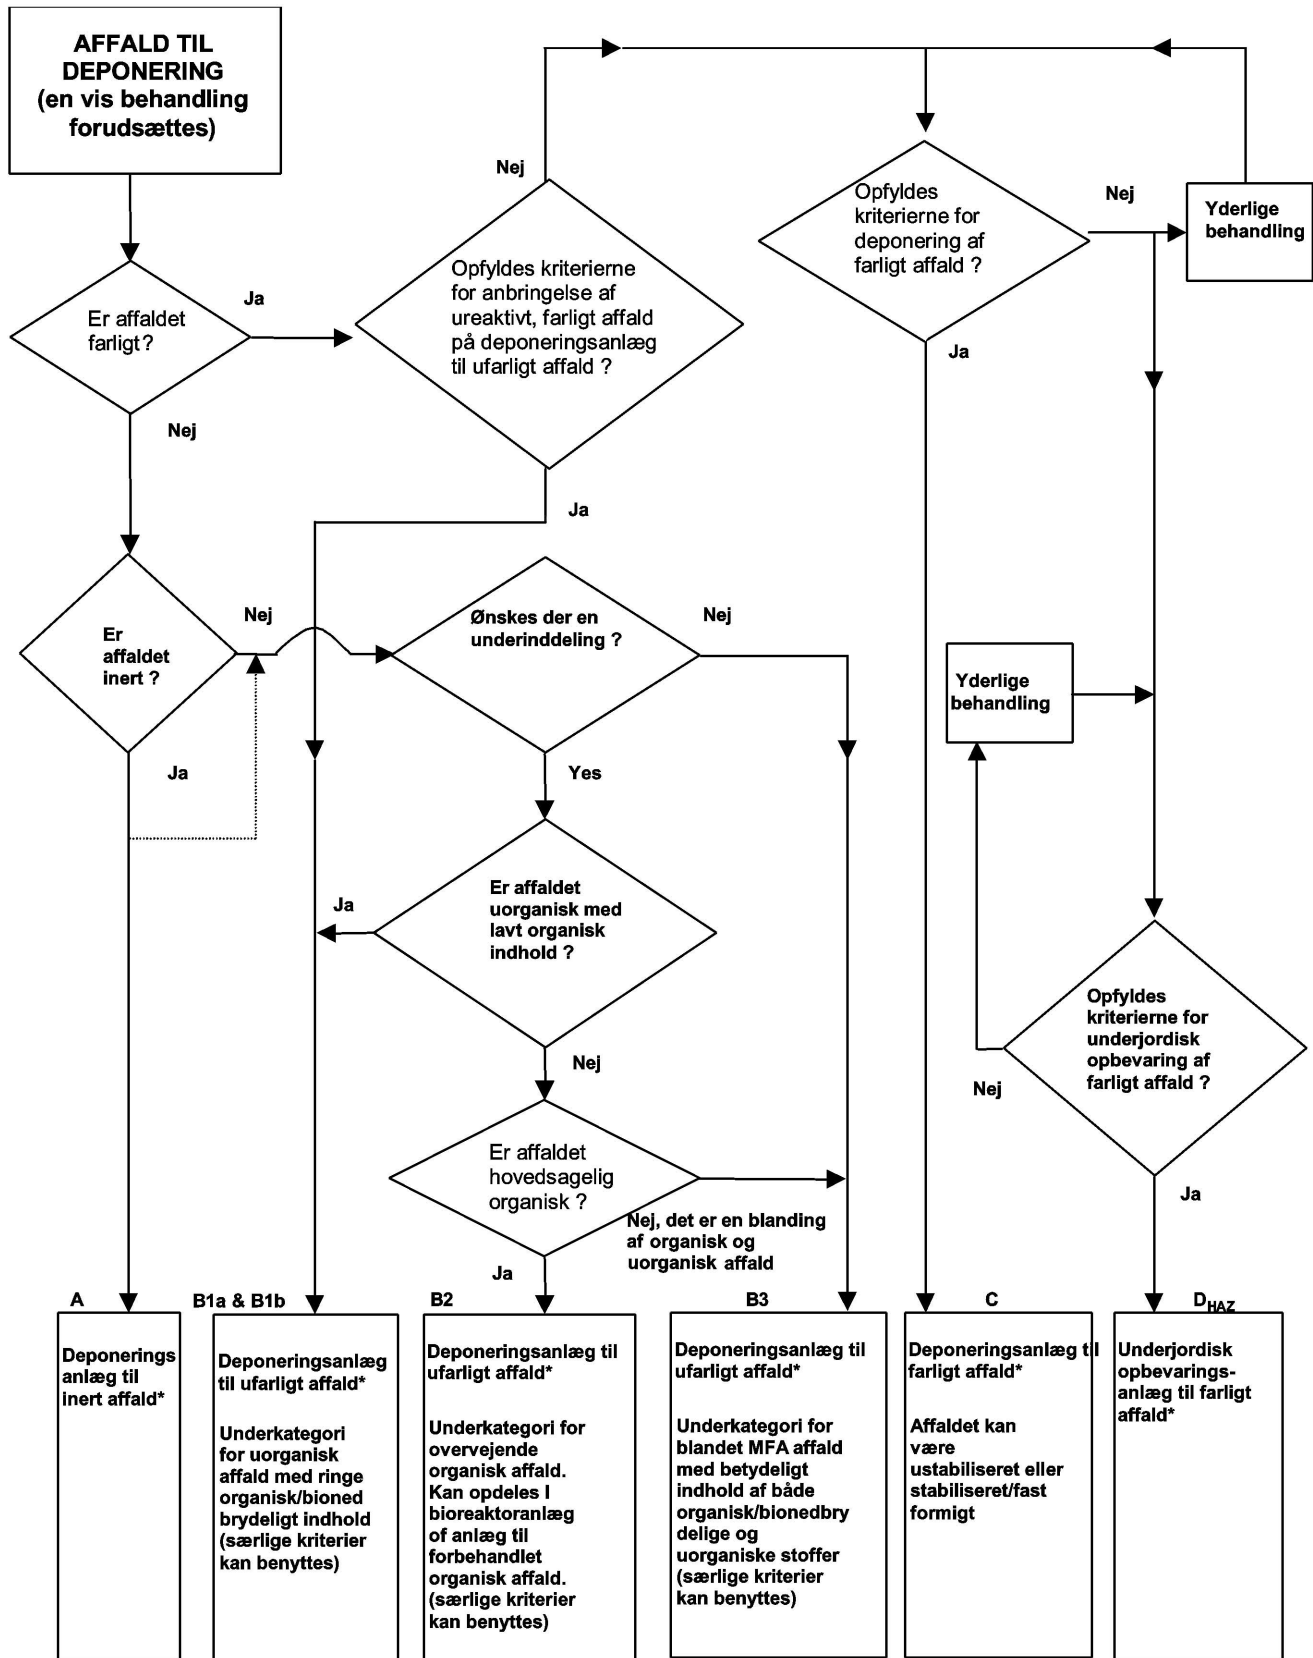 AFFALD TIL
DEPONERING
(en vis behandling
forudsættes)
Er affaldet
farligt?
Ja
Nej
Nej
Opfyldes kriterierne
for anbringelse af
ureaktivt, farligt affald
på deponeringsanlæg
til ufarligt affald ?
Ja
Opfyldes
kriterierne for
deponering af
farligt affald ?
Nej
Ja
Yderlige
behandling
Er
affaldet
inert ?
Nej
Ja
Ønskes der en
underinddeling ?
Nej
Yes
Er affaldet
uorganisk med
lavt organisk
indhold ?
Ja
Nej
Er affaldet
hovedsagelig
organisk ?
Nej, det er en blanding
af organisk og
uorganisk affald
Ja
Yderlige
behandling
Opfyldes
kriterierne for
underjordisk
opbevaring af
farligt affald ?
Nej
Ja
A
Deponerings
anlæg til
inert affald*
B1a & B1b
Deponeringsanlæg
til ufarligt affald*
Underkategori
for uorganisk
affald med ringe
organisk/bioned
brydeligt indhold
(særlige kriterier
kan benyttes)
B2
Deponeringsanlæg til
ufarligt affald*
Underkategori for
overvejende
organisk affald.
Kan opdeles I
bioreaktoranlæg
of anlæg til
forbehandlet
organisk affald.
(særlige kriterier
kan benyttes)
B3
Deponeringsanlæg til
ufarligt affald*
Underkategori for
blandet MFA affald
med betydeligt
indhold af både
organisk/bionedbry
delige og
uorganiske stoffer
(særlige kriterier
kan benyttes)
C
Deponeringsanlæg til
farligt affald*
Affaldet kan
være
ustabiliseret eller
stabiliseret/fast
formigt
DHAZ
Underjordisk
opbevarings-
anlæg til farligt
affald*